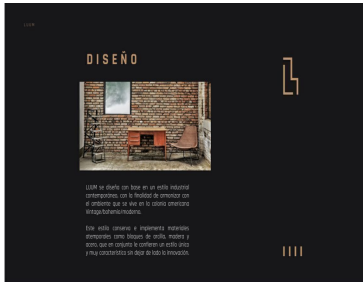 LUUM
DISEÑO
LUUM se diseña con base en un estilo industrial
contemporáneo, con la finalidad de armonizar con
el ambiente que se vive en la colonia americana
Vintage/bohemio/moderno.
Este estilo conserva e implementa materiales
atemporales como bloques de arcilla, madera y
acero, que en conjunto le confieren un estilo único
y muy característico sin dejar de lado la innovación.